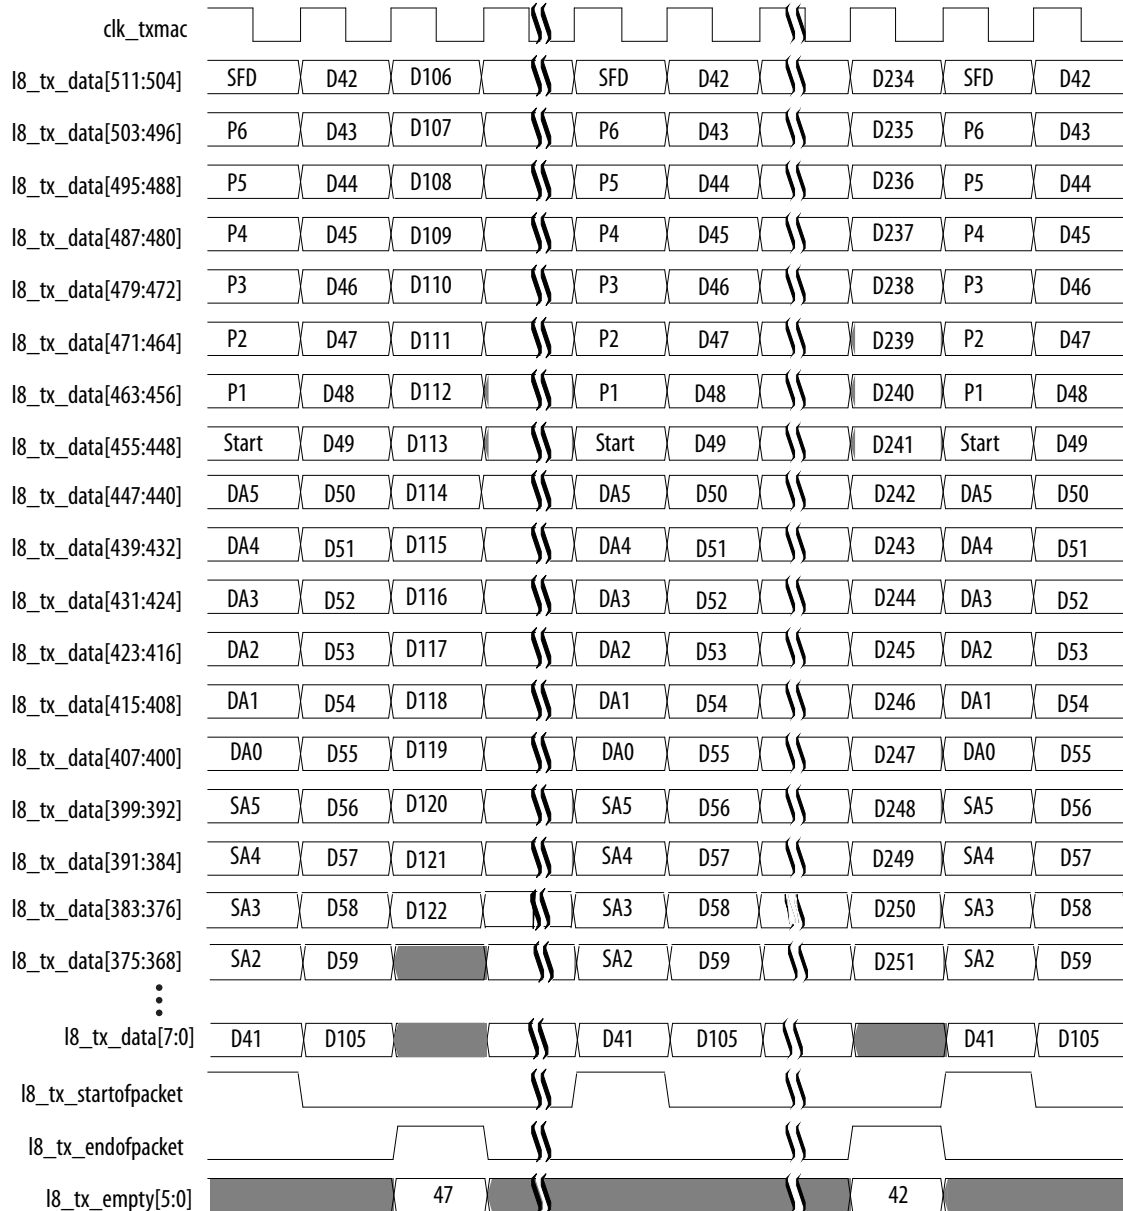 clk_txmac
l8_tx_data[511:504] SFD D42 D106 SFD D42 D234 SFD D42
l8_tx_data[503:496] P6 D43 D107 P6 D43 D235 P6 D43
l8_tx_data[495:488] P5 D44 D108 P5 D44 D236 P5 D44
l8_tx_data[487:480] P4 D45 D109 P4 D45 D237 P4 D45
l8_tx_data[479:472] P3 D46 D110 P3 D46 D238 P3 D46
l8_tx_data[471:464] P2 D47 D111 P2 D47 D239 P2 D47
l8_tx_data[463:456] P1 D48 D112 P1 D48 D240 P1 D48
l8_tx_data[455:448] Start D49 D113 Start D49 D241 Start D49
l8_tx_data[447:440] DA5 D50 D114 DA5 D50 D242 DA5 D50
l8_tx_data[439:432] DA4 D51 D115 DA4 D51 D243 DA4 D51
l8_tx_data[431:424] DA3 D52 D116 DA3 D52 D244 DA3 D52
l8_tx_data[423:416] DA2 D53 D117 DA2 D53 D245 DA2 D53
l8_tx_data[415:408] DA1 D54 D118 DA1 D54 D246 DA1 D54
l8_tx_data[407:400] DA0 D55 D119 DA0 D55 D247 DA0 D55
l8_tx_data[399:392] SA5 D56 D120 SA5 D56 D248 SA5 D56
l8_tx_data[391:384] SA4 D57 D121 SA4 D57 D249 SA4 D57
l8_tx_data[383:376] SA3 D58 D122 SA3 D58 D250 SA3 D58
l8_tx_data[375:368] SA2 D59 SA2 D59 D251 SA2 D59
l8_tx_data[7:0] D41 D105 D41 D105 D41 D105
l8_tx_startofpacket
l8_tx_endofpacket
l8_tx_empty[5:0] 47 42